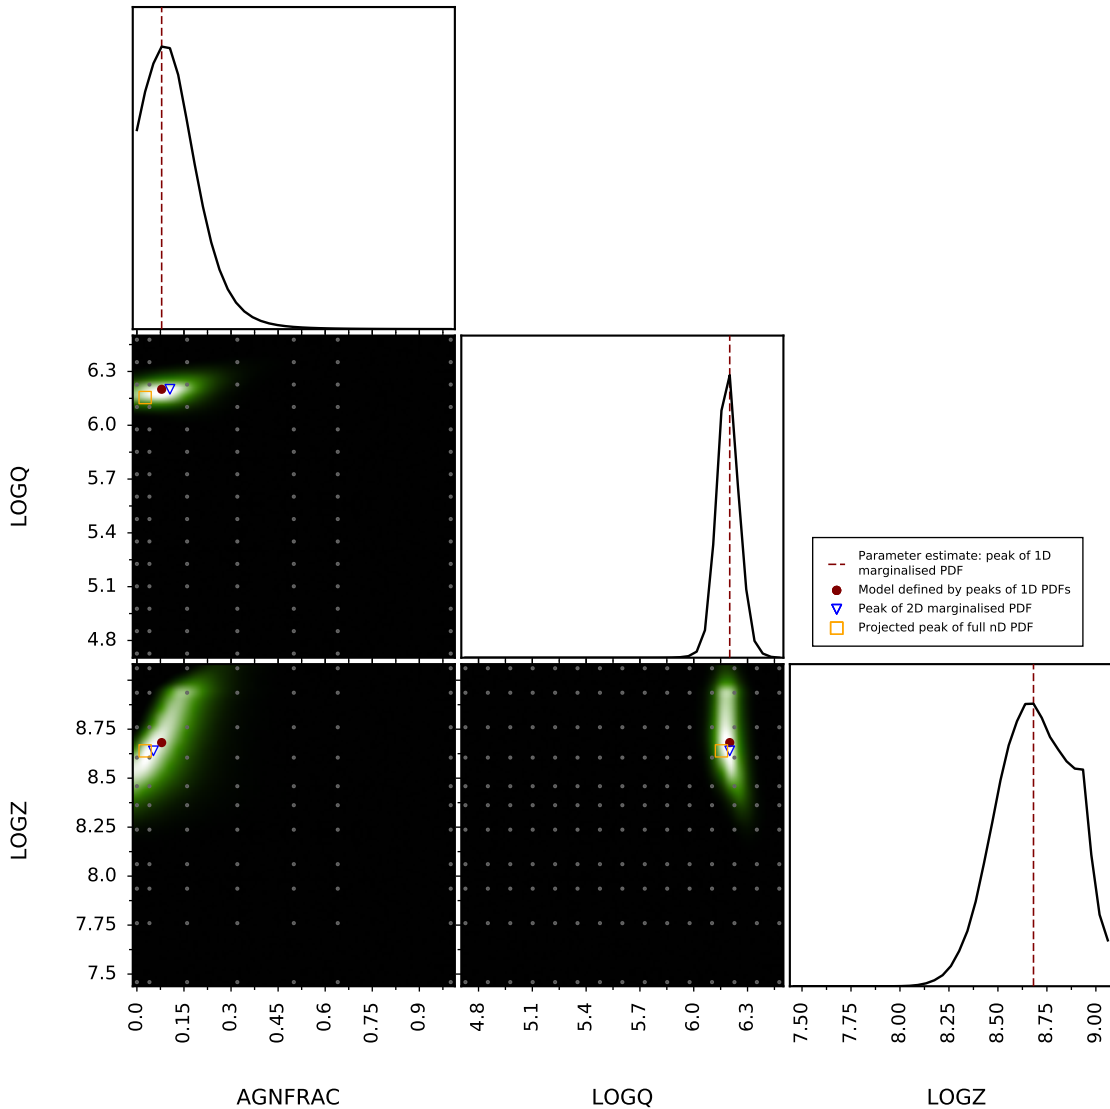 6.3
6.0
5.7
5.4
5.1
4.8
LOGQ
Parameter estimate: peak of 1D
marginalised PDF
Model defined by peaks of 1D PDFs
Peak of 2D marginalised PDF
Projected peak of full nD PDF
8.75
8.5
8.25
8.0
7.75
7.5
LOGZ
0.0 0.15 0.3 0.45 0.6 0.75 0.9
4.8 5.1 5.4 5.7 6.0 6.3
7.50 7.75 8.00 8.25 8.50 8.75 9.00
AGNFRAC LOGQ LOGZ